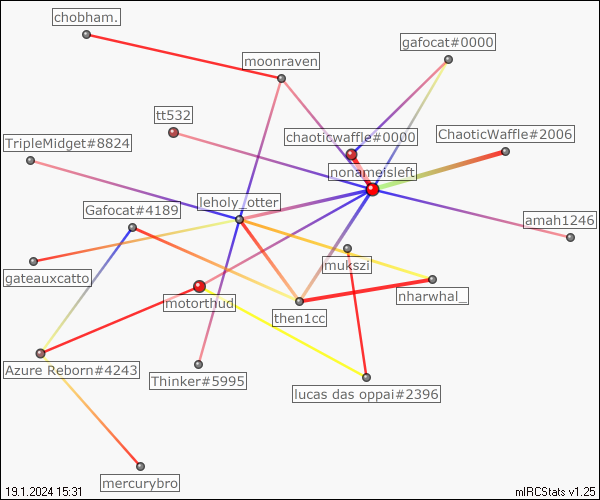 chobham.
moonraven
gafocat#0000
tt532
chaoticwaffle#0000
ChaoticWaffle#2006
TripleMidget#8824
nonameisleft
leholy_otter
Gafocat#4189
amah1246
gateauxcatto
mukszi
motorthud
nharwhal_
then1cc
Azure Reborn#4243
Thinker#5995
lucas das oppai#2396
mercurybro
19.1.2024 15:31
mIRCStats v1.25